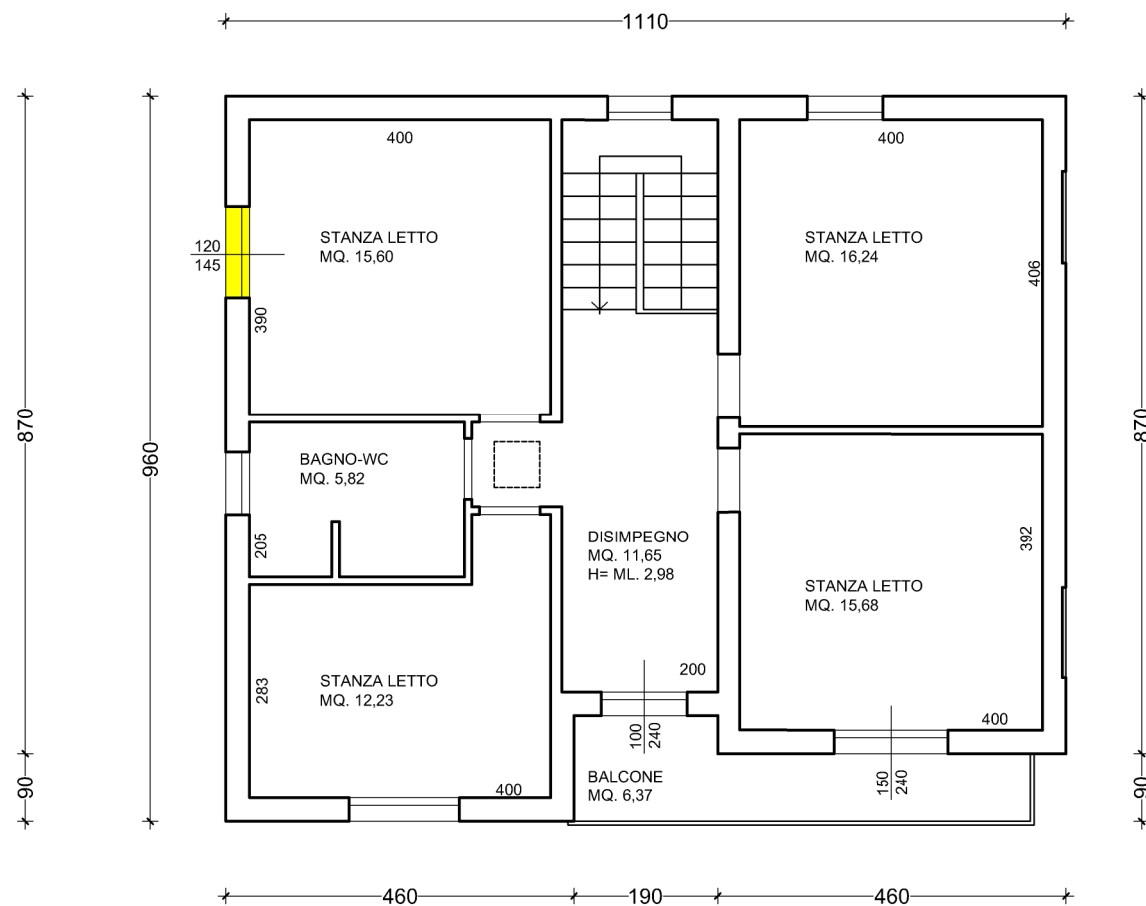 1110
400
400
STANZA LETTO
MQ. 15,60
STANZA LETTO
MQ. 16,24
120
145
406
390
870
960
870
BAGNO-WC
MQ. 5,82
205
DISIMPEGNO
MQ. 11,65
H= ML. 2,98
392
STANZA LETTO
MQ. 15,68
STANZA LETTO
MQ. 12,23
283
200
400
100
240
400
BALCONE
MQ. 6,37
150
240
90
90
460
190
460